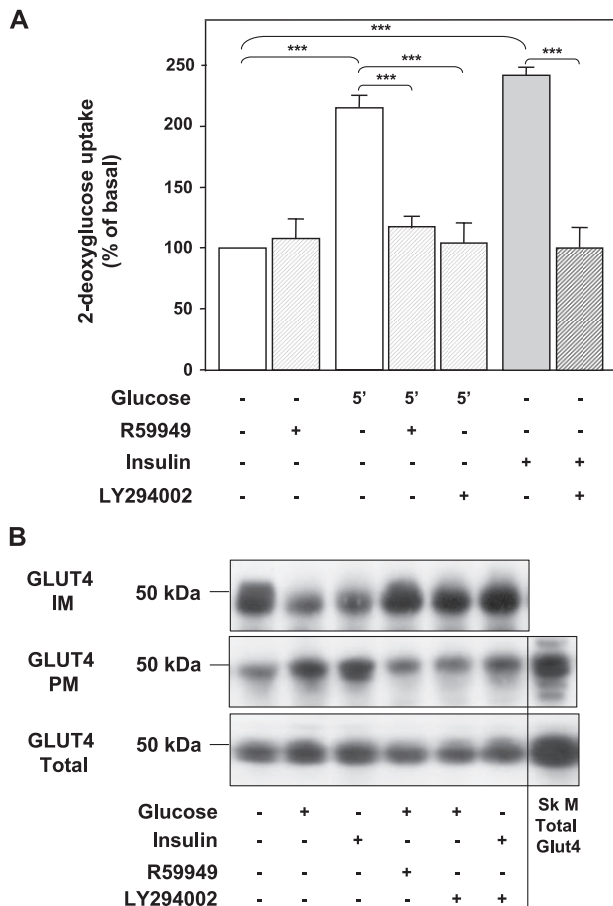 A
2-deoxyglucose uptake
(% of basal)
250
200
150
100
50
0
***
***
***
***
***
Glucose - - 5' 5' 5' - -
R59949 - + - + - - -
Insulin - - - - - + +
LY294002 - - - - + - +
B
GLUT4
IM
50 kDa
GLUT4
PM
50 kDa
GLUT4
Total
50 kDa
Glucose - + - + + -
Insulin - - + - - +
R59949 - - - + - -
LY294002 - - - - + +
Sk M
Total
Glut4